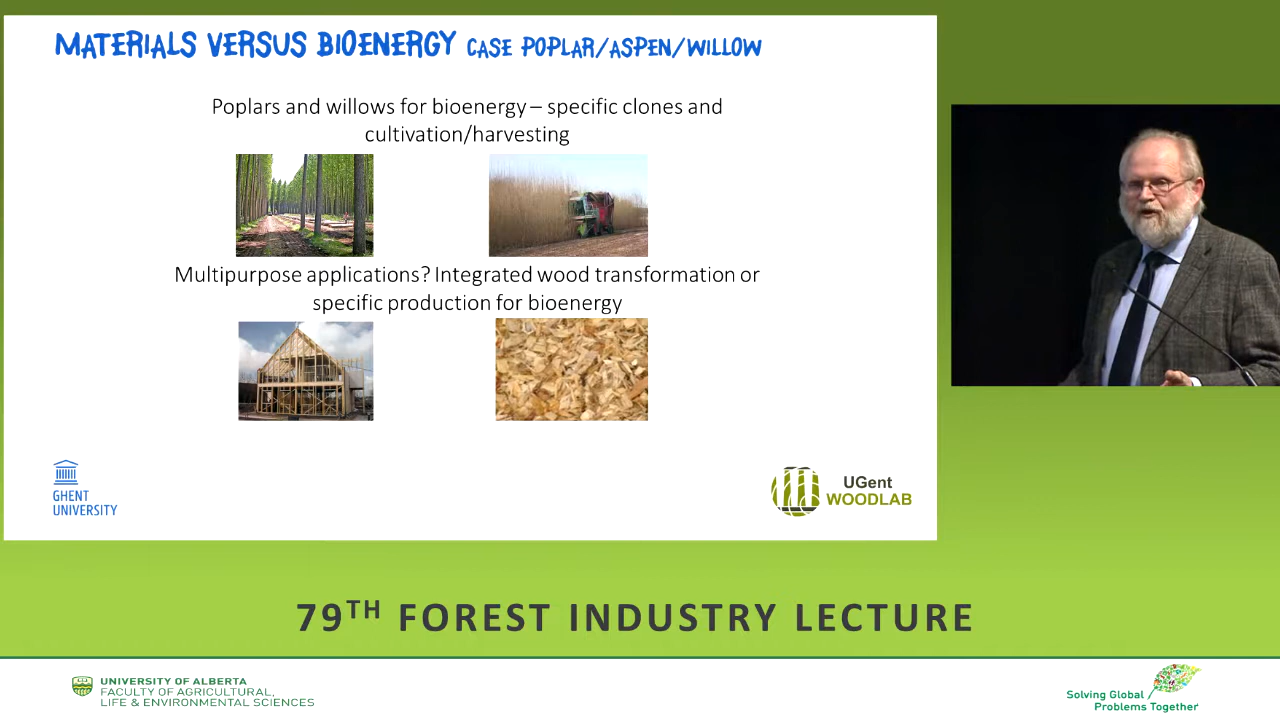 MATERIALS VERSUS BIOENERGY CASE POPLAR/ASPEN/WILLOW
Poplars and willows for bioenergy – specific clones and
cultivation/harvesting
Multipurpose applications? Integrated wood transformation or
specific production for bioenergy
GHENT
UNIVERSITY
UGent
WOODLAB
79TH FOREST INDUSTRY LECTURE
UNIVERSITY OF ALBERTA
FACULTY OF AGRICULTURAL,
LIFE & ENVIRONMENTAL SCIENCES
Solving Global
Problems Together